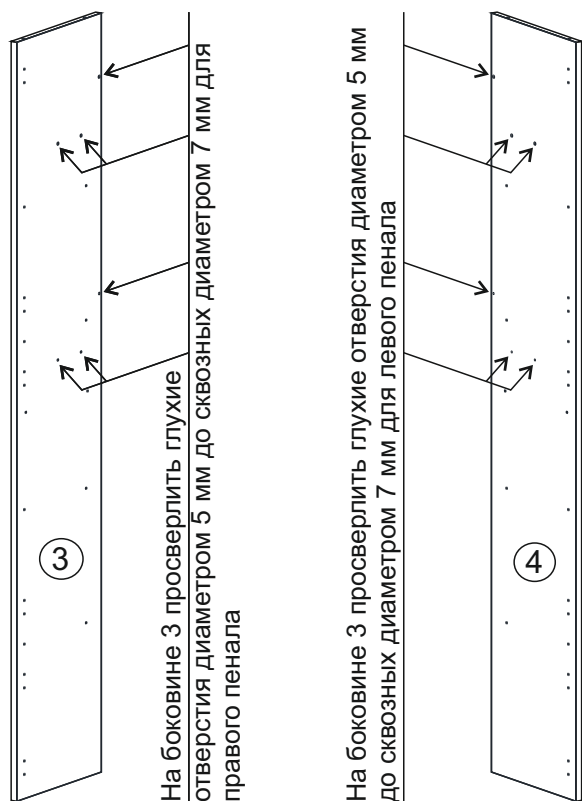 На боковине 3 просверлить глухие
отверстия диаметром 5 мм до сквозных диаметром 7 мм для
правого пенала
На боковине 3 просверлить глухие отверстия диаметром 5 мм
до сквозных диаметром 7 мм для левого пенала
3
4